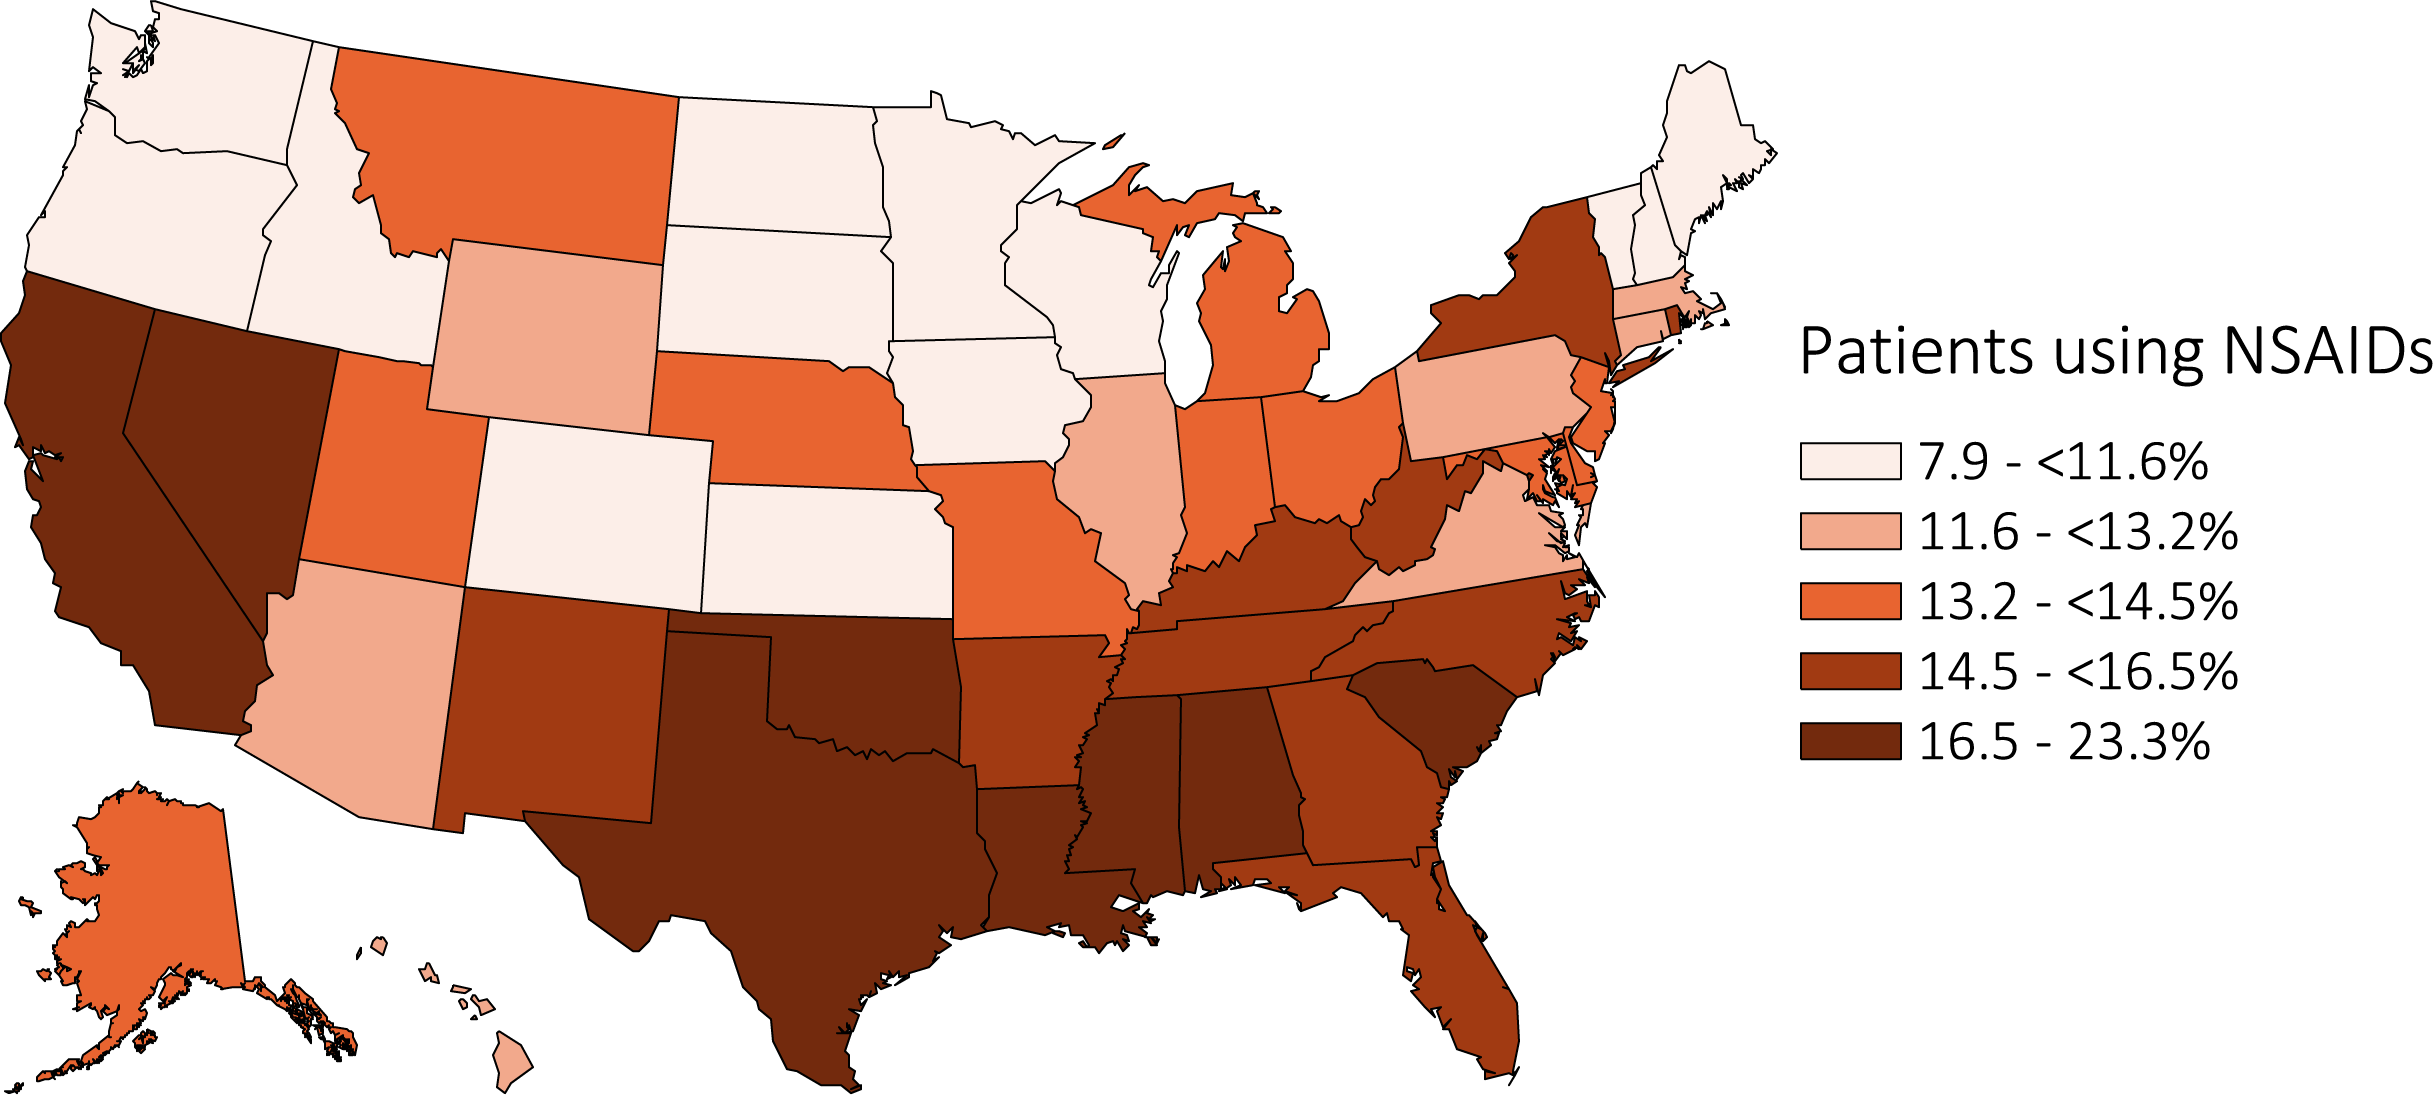 Patients using NSAIDs
7.9 - <11.6%
11.6 - <13.2%
13.2 - <14.5%
14.5 - <16.5%
16.5 - 23.3%